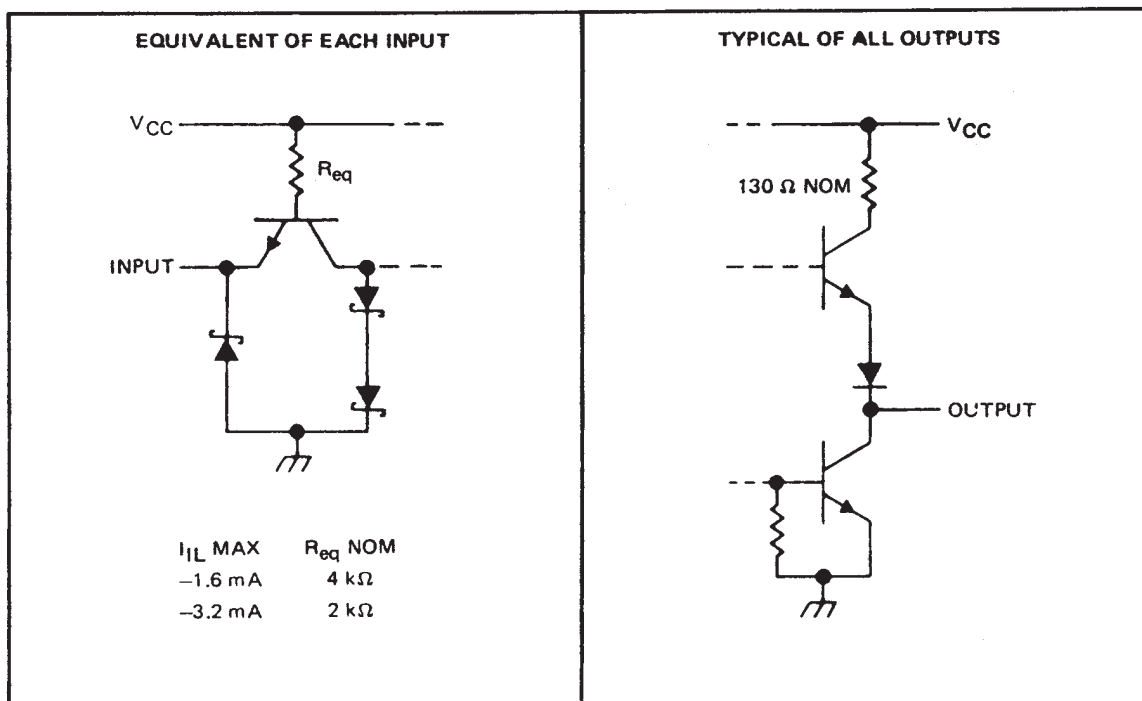 EQUIVALENT OF EACH INPUT
VCC
Req
INPUT
IIL MAX Req NOM
−1.6 mA 4 kΩ
−3.2 mA 2 kΩ
TYPICAL OF ALL OUTPUTS
VCC
130 Ω NOM
OUTPUT